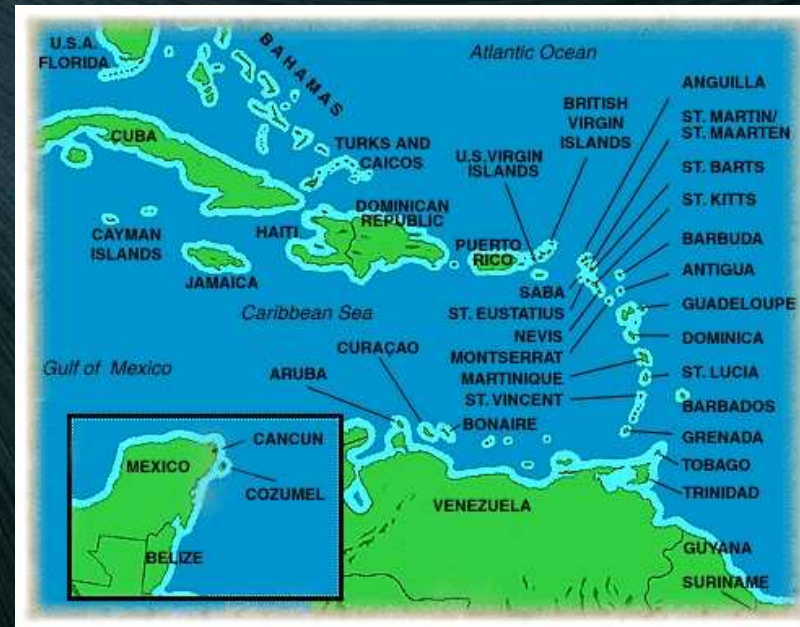 U.S.A.
FLORIDA
BAHAMAS
Atlantic Ocean
ANGUILLA
BRITISH
VIRGIN
ISLANDS
ST. MARTIN/
ST. MAARTEN
CUBA
TURKS AND
CAICOS
U.S.VIRGIN
ISLANDS
ST. BARTS
ST. KITTS
DOMINICAN
REPUBLIC
HAITI
CAYMAN
ISLANDS
PUERTO
RICO
BARBUDA
JAMAICA
ANTIGUA
SABA
Caribbean Sea
ST. EUSTATIUS
GUADELOUPE
NEVIS
DOMINICA
CURAÇAO
MONTSERRAT
Gulf of Mexico
ARUBA
MARTINIQUE
ST. LUCIA
ST. VINCENT
BARBADOS
BONAIRE
GRENADA
CANCUN
MEXICO
TOBAGO
COZUMEL
TRINIDAD
VENEZUELA
BELIZE
GUYANA
SURINAME